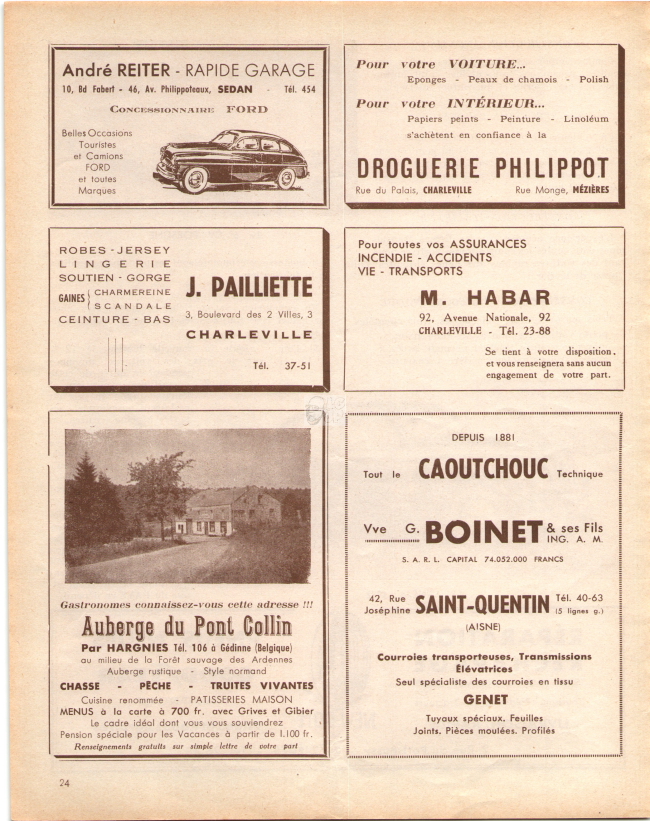 André REITER - RAPIDE GARAGE
10, Bd Fabert - 46, Av. Philippoteaux, SEDAN - Tél. 454
CONCESSIONNAIRE FORD
Belles Occasions
Touristes
et Camions
FORD
et toutes
Marques
Pour votre VOITURE...
Eponges - Peaux de chamois - Polish
Pour votre INTÉRIEUR...
Papiers peints - Peinture - Linoléum
s'achètent en confiance à la
DROGUERIE PHILIPPOT
Rue du Palais, CHARLEVILLE Rue Monge, MÉZIÈRES
ROBES - JERSEY
LINGERIE
SOUTIEN - GORGE
GAINES { CHARMEREINE
SCANDALE
CEINTURE - BAS
J. PAILLIETTE
3, Boulevard des 2 Villes, 3
CHARLEVILLE
Tél. 37-51
Pour toutes vos ASSURANCES
INCENDIE - ACCIDENTS
VIE - TRANSPORTS
M. HABAR
92, Avenue Nationale, 92
CHARLEVILLE - Tél. 23-88
Se tient à votre disposition.
et vous renseignera sans aucun
engagement de votre part.
Gastronomes connaissez-vous cette adresse !!!
Auberge du Pont Collin
Par HARGNIES Tél. 106 à Gédinne (Belgique)
au milieu de la Forêt sauvage des Ardennes
Auberge rustique - Style normand
CHASSE - PÊCHE - TRUITES VIVANTES
Cuisine renommée - PATISSERIES MAISON
MENUS à la carte à 700 fr. avec Grives et Gibier
Le cadre idéal dont vous vous souviendrez
Pension spéciale pour les Vacances à partir de 1.100 fr.
Renseignements gratuits sur simple lettre de votre part
DEPUIS 1881
Tout le CAOUTCHOUC Technique
Vve G. BOINET & ses Fils
ING. A. M.
S. A. R. L. CAPITAL 74.052.000 FRANCS
42, Rue Joséphine SAINT-QUENTIN Tél. 40-63
(5 lignes g.)
(AISNE)
Courroies transporteuses, Transmissions
Élévatrices
Seul spécialiste des courroies en tissu
GENET
Tuyaux spéciaux. Feuilles
Joints. Pièces moulées. Profilés
24